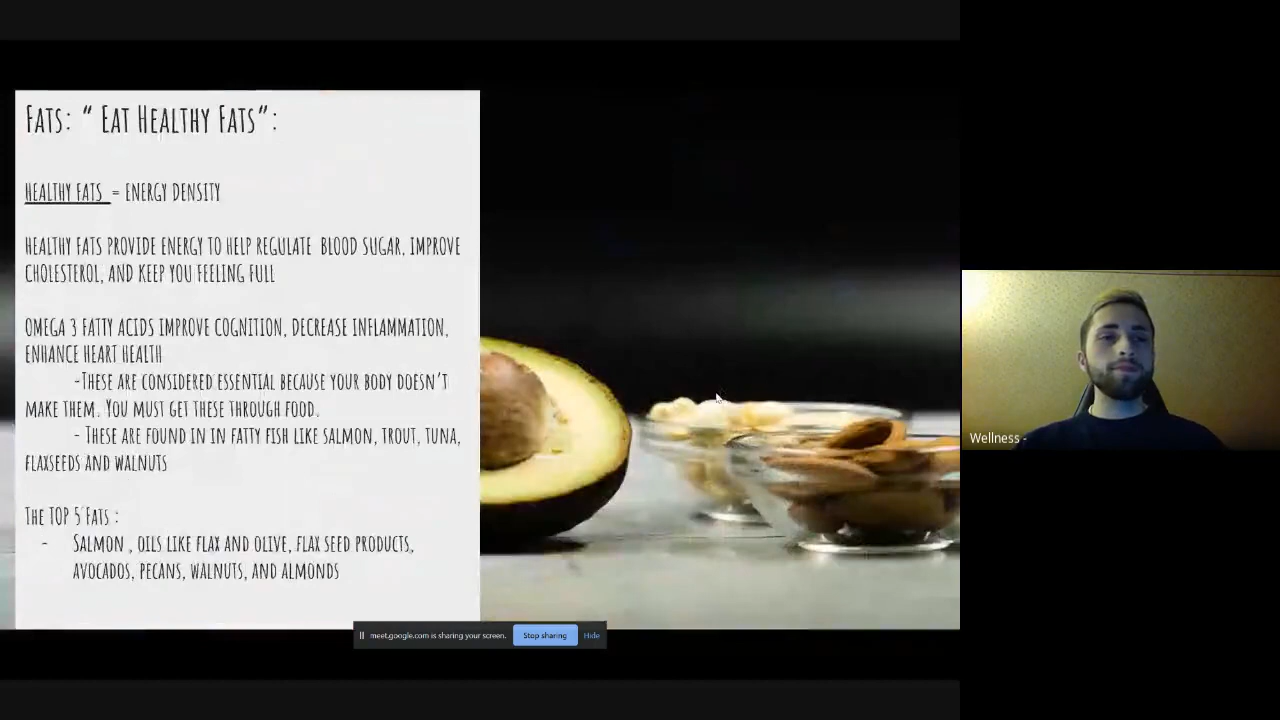 Fats: “ Eat Healthy Fats”:
HEALTHY FATS = ENERGY DENSITY
HEALTHY FATS PROVIDE ENERGY TO HELP REGULATE BLOOD SUGAR, IMPROVE
CHOLESTEROL, AND KEEP YOU FEELING FULL
OMEGA 3 FATTY ACIDS IMPROVE COGNITION, DECREASE INFLAMMATION,
ENHANCE HEART HEALTH
-These are considered essential because your body doesn’t
make them. You must get these through food.
- These are found in in fatty fish like salmon, trout, tuna,
flaxseeds and walnuts
The TOP 5 Fats :
- Salmon , oils like flax and olive, flax seed products,
avocados, pecans, walnuts, and almonds
meet.google.com is sharing your screen. Stop sharing Hide
Wellness -